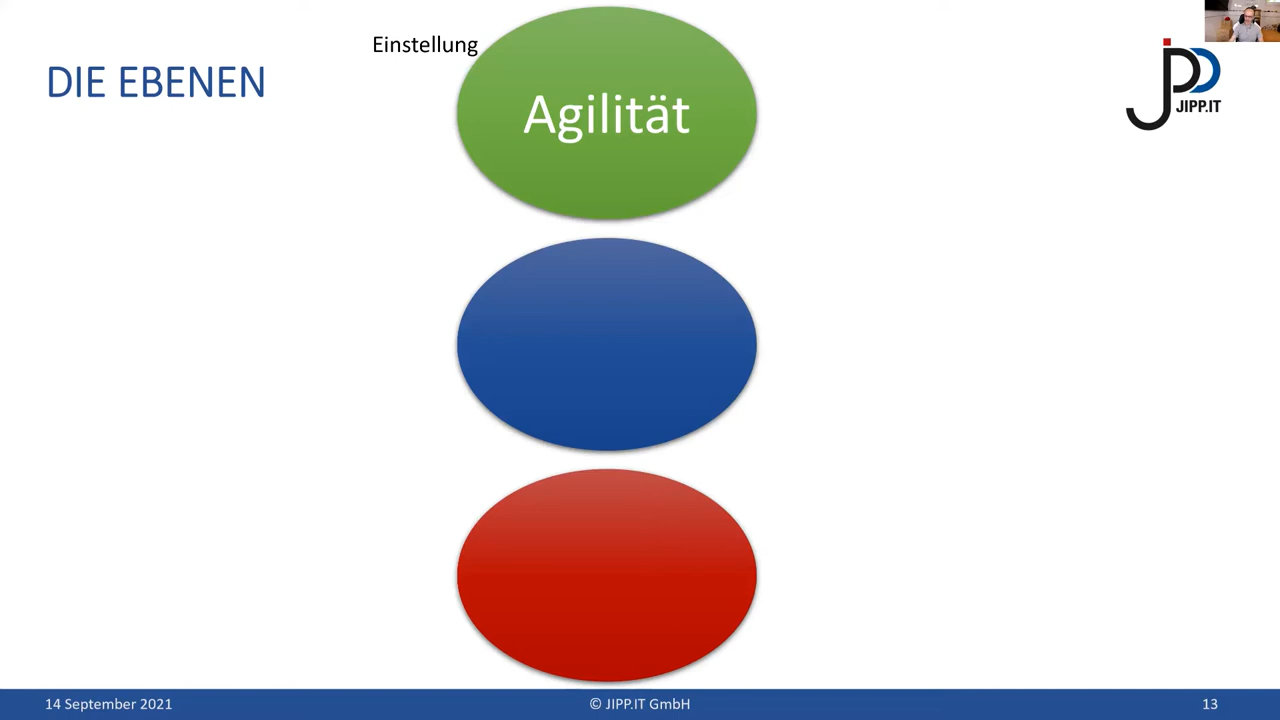 Einstellung
DIE EBENEN
Agilität
JIPP.IT
14 September 2021
© JIPP.IT GmbH
13